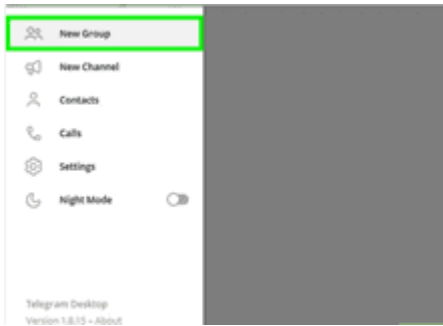 New Group
New Channel
Contacts
Calls
Settings
Night Mode
Telegram Desktop
Version 1.8.15 – About